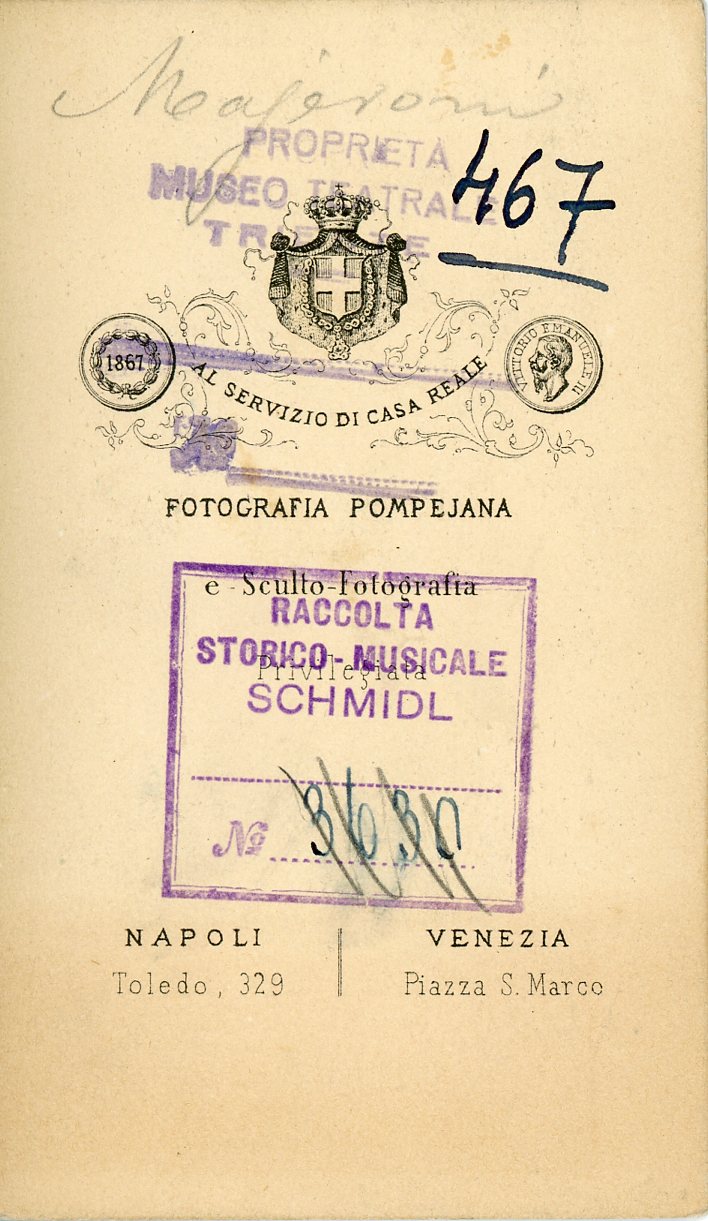 Majeroni
PROPRIETÀ
MUSEO TEATRALE
TRIESTE
467
1867
AL SERVIZIO DI CASA REALE
VITTORIO EMANUELE II
FOTOGRAFIA POMPEJANA
e Sculto-Fotografia
RACCOLTA
STORICO-MUSICALE
Privilegiata
SCHMIDL
No 3630
NAPOLI
VENEZIA
Toledo, 329
Piazza S. Marco